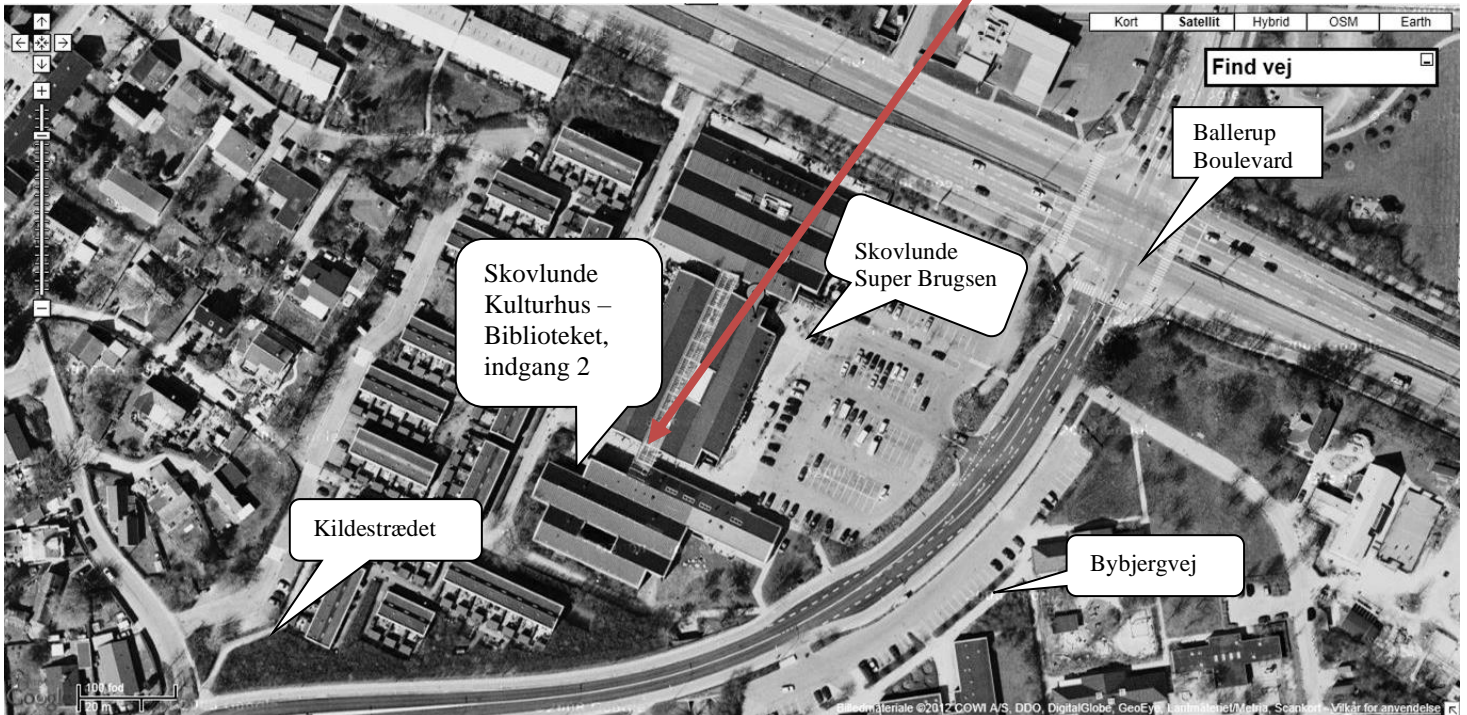 Kort Satellit Hybrid OSM Earth
Find vej
Ballerup
Boulevard
Skovlunde
Super Brugsen
Skovlunde
Kulturhus –
Biblioteket,
indgang 2
Kildestrædet
Bybjergvej
100 fod
20 m
Google
Billedmateriale ©2012 COWI A/S, DDO, DigitalGlobe, GeoEye, Lantmäteriet/Metria, Scankort - Vilkår for anvendelse